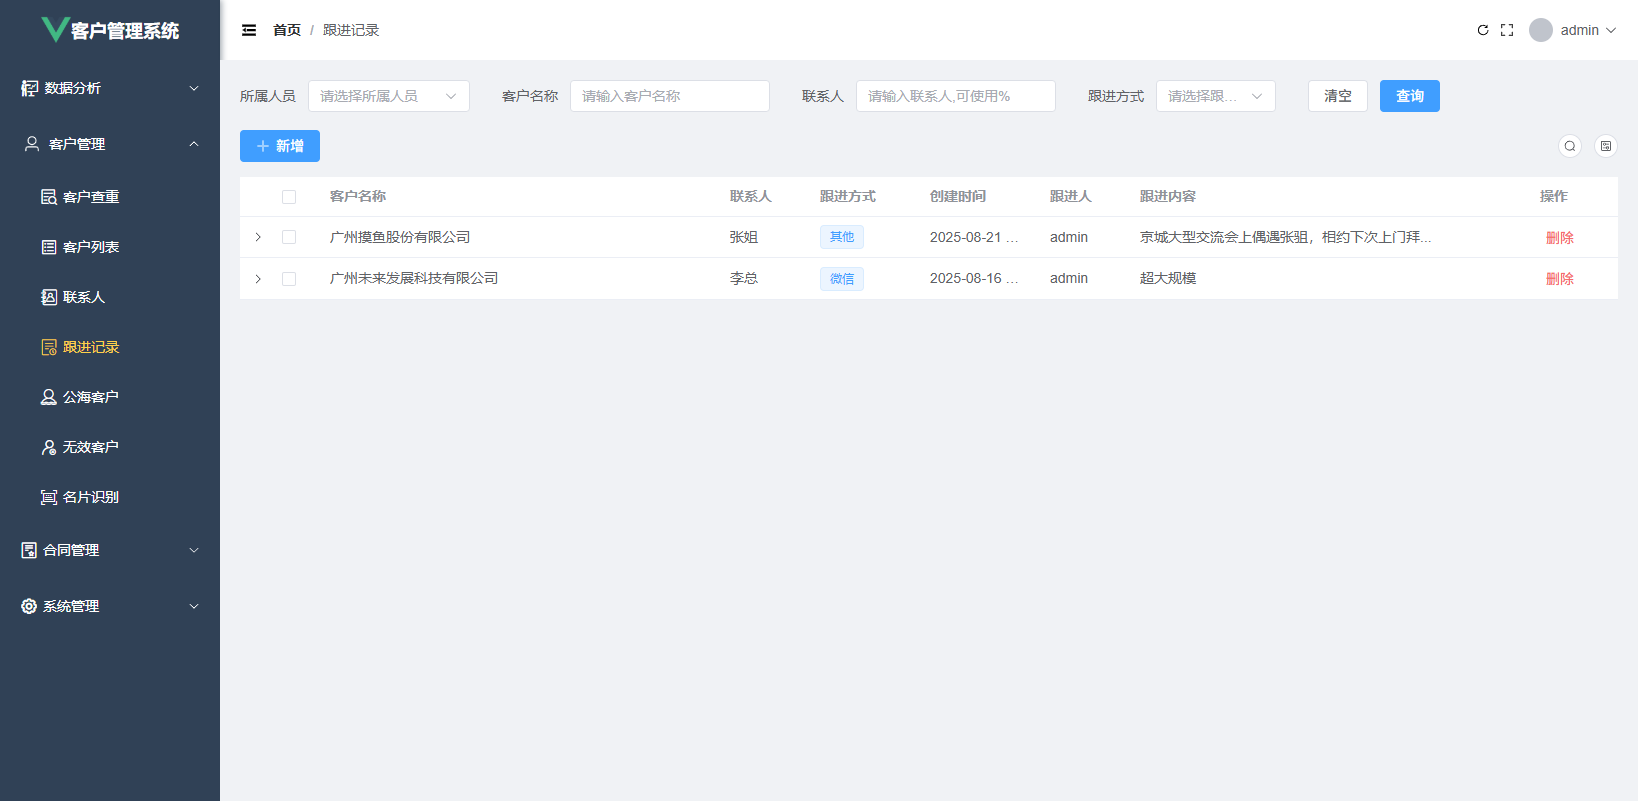 客户管理系统
数据分析
客户管理
客户查重
客户列表
联系人
跟进记录
公海客户
无效客户
名片识别
合同管理
系统管理
首页 / 跟进记录
admin
所属人员 请选择所属人员 客户名称 请输入客户名称 联系人 请输入联系人,可使用% 跟进方式 请选择跟... 清空 查询
新增
客户名称 联系人 跟进方式 创建时间 跟进人 跟进内容 操作
广州摸鱼股份有限公司 张姐 其他 2025-08-21 ... admin 京城大型交流会上偶遇张驵，相约下次上门拜... 删除
广州未来发展科技有限公司 李总 微信 2025-08-16 ... admin 超大规模 删除